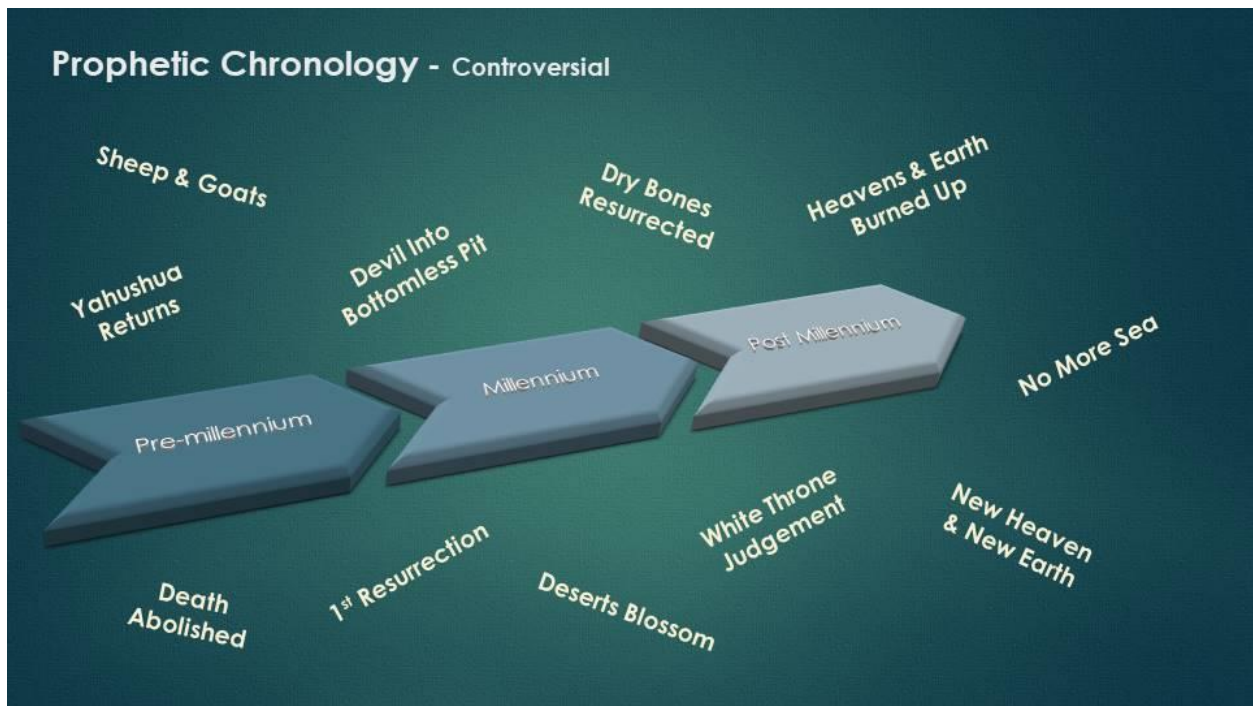 Prophetic Chronology - Controversial
Sheep & Goats
Yahushua
Returns
Devil Into
Bottomless Pit
Dry Bones
Resurrected
Heavens & Earth
Burned Up
No More Sea
Pre-millennium
Millennium
Post Millennium
Death
Abolished
1st Resurrection
Deserts Blossom
White Throne
Judgement
New Heaven
& New Earth